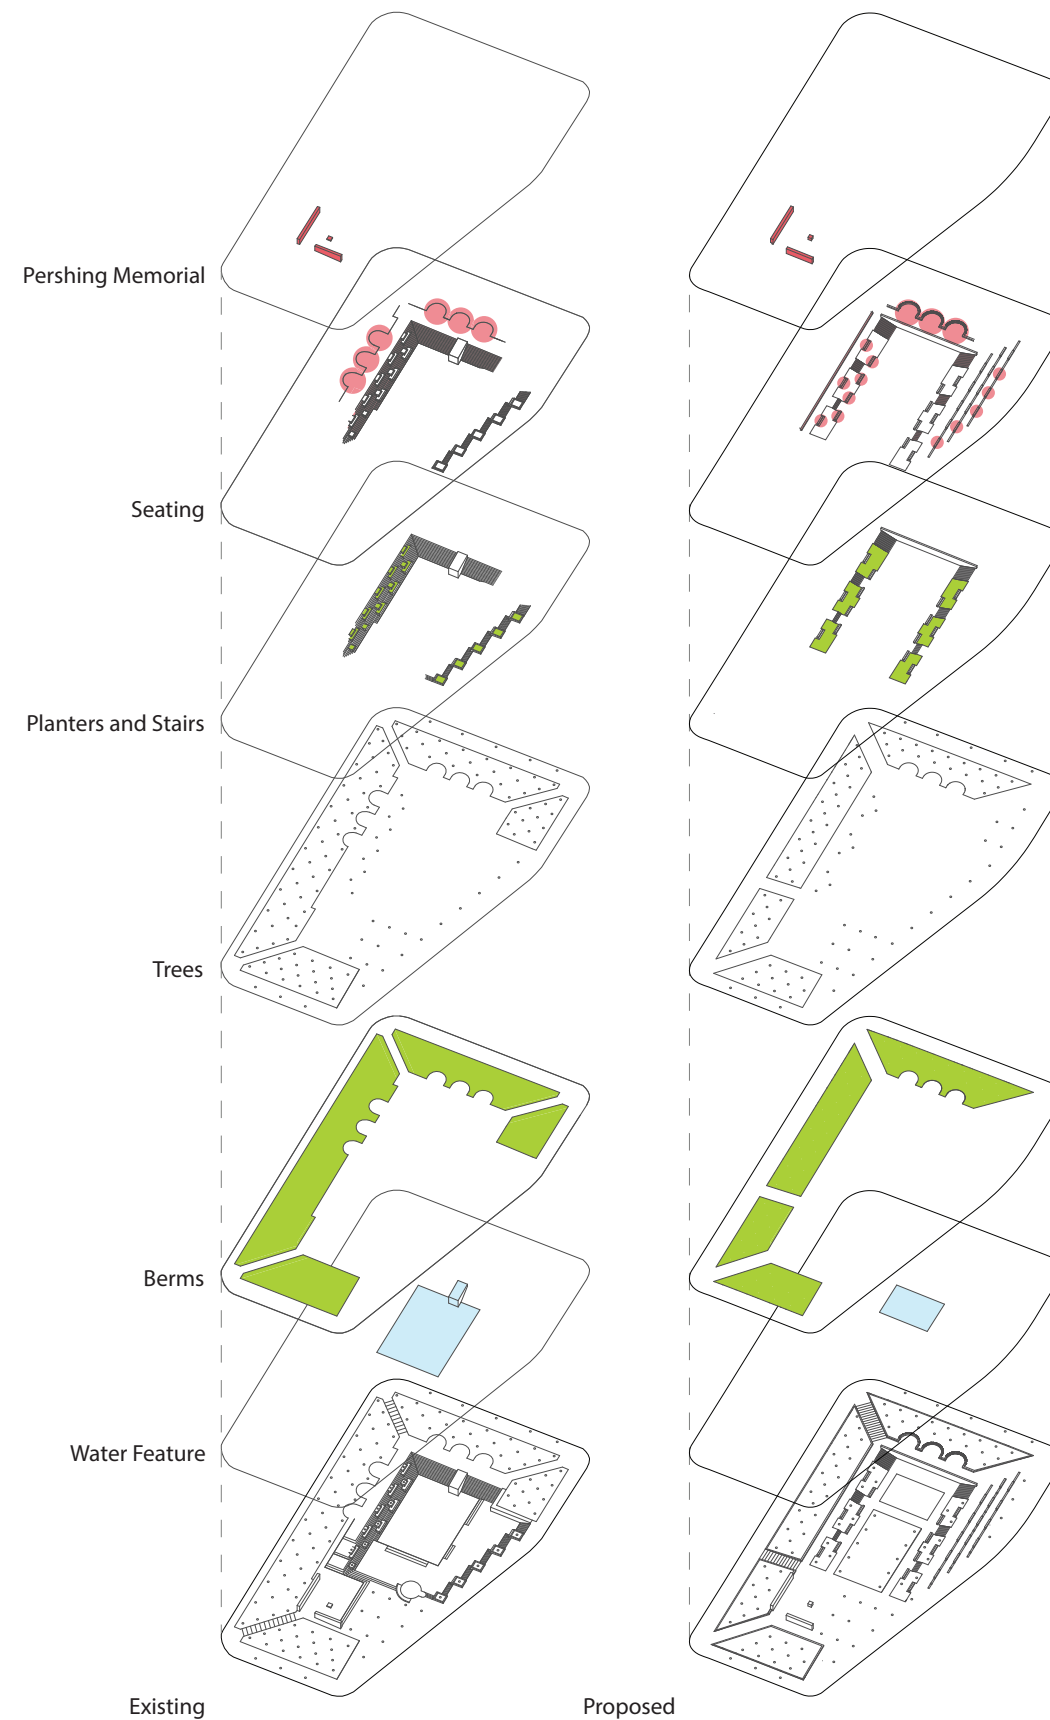 Pershing Memorial
Seating
Planters and Stairs
Trees
Berms
Water Feature
Existing
Proposed